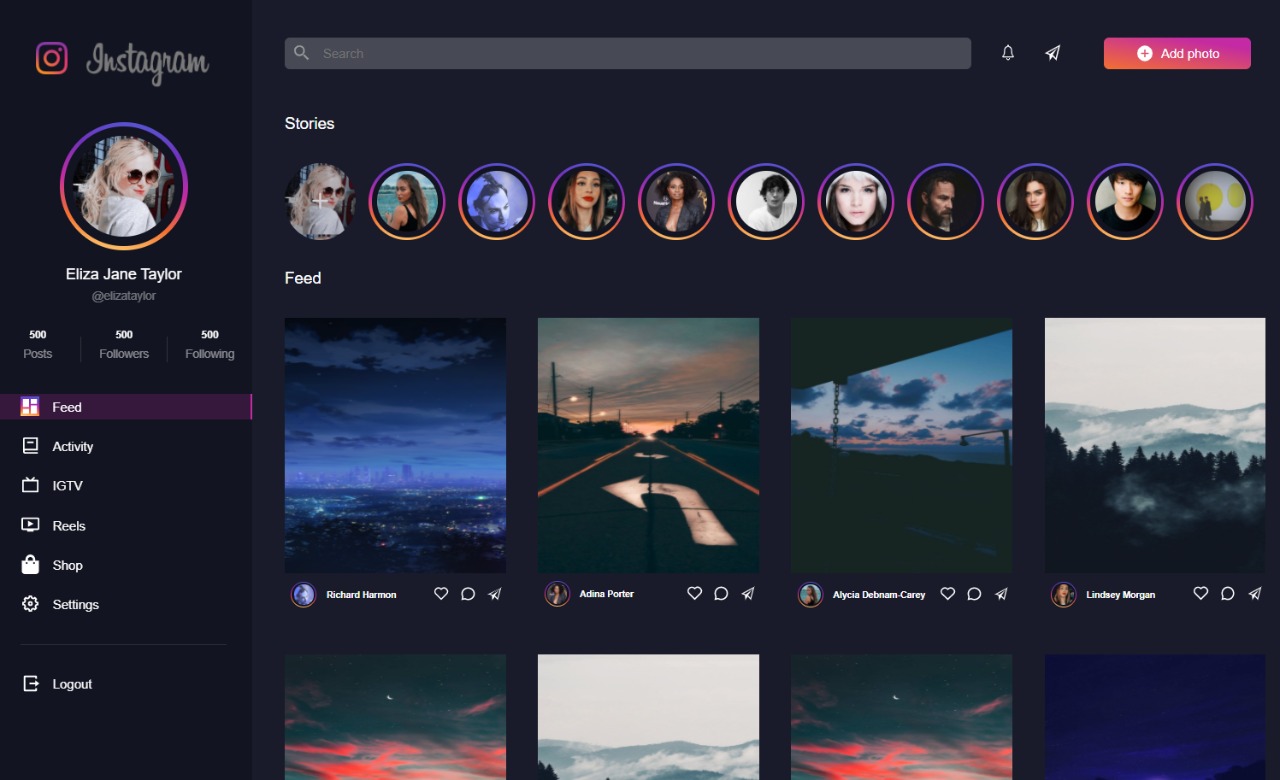 Instagram
Search
Add photo
Stories
Eliza Jane Taylor
@elizataylor
500 500 500
Posts Followers Following
Feed
Activity
IGTV
Reels
Shop
Settings
Logout
Feed
Richard Harmon
Adina Porter
Alycia Debnam-Carey
Lindsey Morgan